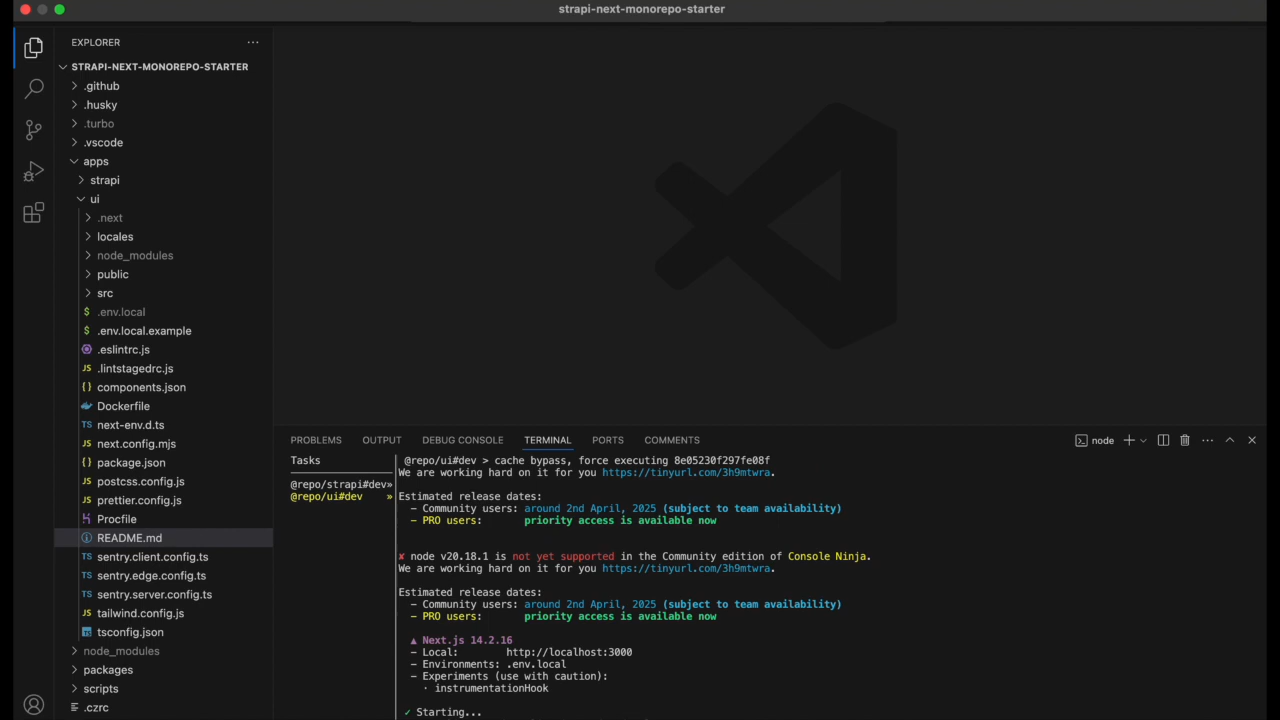 strapi-next-monorepo-starter
EXPLORER
STRAPI-NEXT-MONOREPO-STARTER
.github
.husky
.turbo
.vscode
apps
strapi
ui
.next
locales
node_modules
public
src
$ .env.local
$ .env.local.example
.eslintrc.js
JS .lintstagedrc.js
{ } components.json
Dockerfile
TS next-env.d.ts
JS next.config.mjs
{ } package.json
JS postcss.config.js
JS prettier.config.js
Procfile
README.md
TS sentry.client.config.ts
TS sentry.edge.config.ts
TS sentry.server.config.ts
JS tailwind.config.js
TS tsconfig.json
node_modules
packages
scripts
.czrc
PROBLEMS OUTPUT DEBUG CONSOLE TERMINAL PORTS COMMENTS
node
Tasks
@repo/strapi#dev»
@repo/ui#dev »
@repo/ui#dev > cache bypass, force executing 8e05230f297fe08f
We are working hard on it for you https://tinyurl.com/3h9mtwra.
Estimated release dates:
– Community users: around 2nd April, 2025 (subject to team availability)
– PRO users: priority access is available now
✘ node v20.18.1 is not yet supported in the Community edition of Console Ninja.
We are working hard on it for you https://tinyurl.com/3h9mtwra.
Estimated release dates:
– Community users: around 2nd April, 2025 (subject to team availability)
– PRO users: priority access is available now
▲ Next.js 14.2.16
– Local: http://localhost:3000
– Environments: .env.local
– Experiments (use with caution):
· instrumentationHook
✓ Starting...